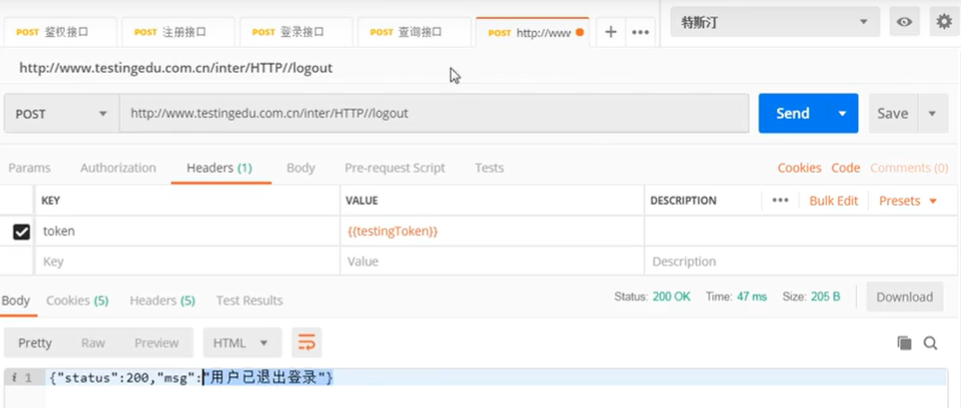 POST 鉴权接口 POST 注册接口 POST 登录接口 POST 查询接口 POST http://www + ••• 特斯汀
http://www.testingedu.com.cn/inter/HTTP//logout
POST http://www.testingedu.com.cn/inter/HTTP//logout Send Save
Params Authorization Headers (1) Body Pre-request Script Tests Cookies Code Comments (0)
KEY VALUE DESCRIPTION ••• Bulk Edit Presets
token {{testingToken}}
Key Value Description
Body Cookies (5) Headers (5) Test Results Status: 200 OK Time: 47 ms Size: 205 B Download
Pretty Raw Preview HTML
i 1 {"status":200,"msg":"用户已退出登录"}